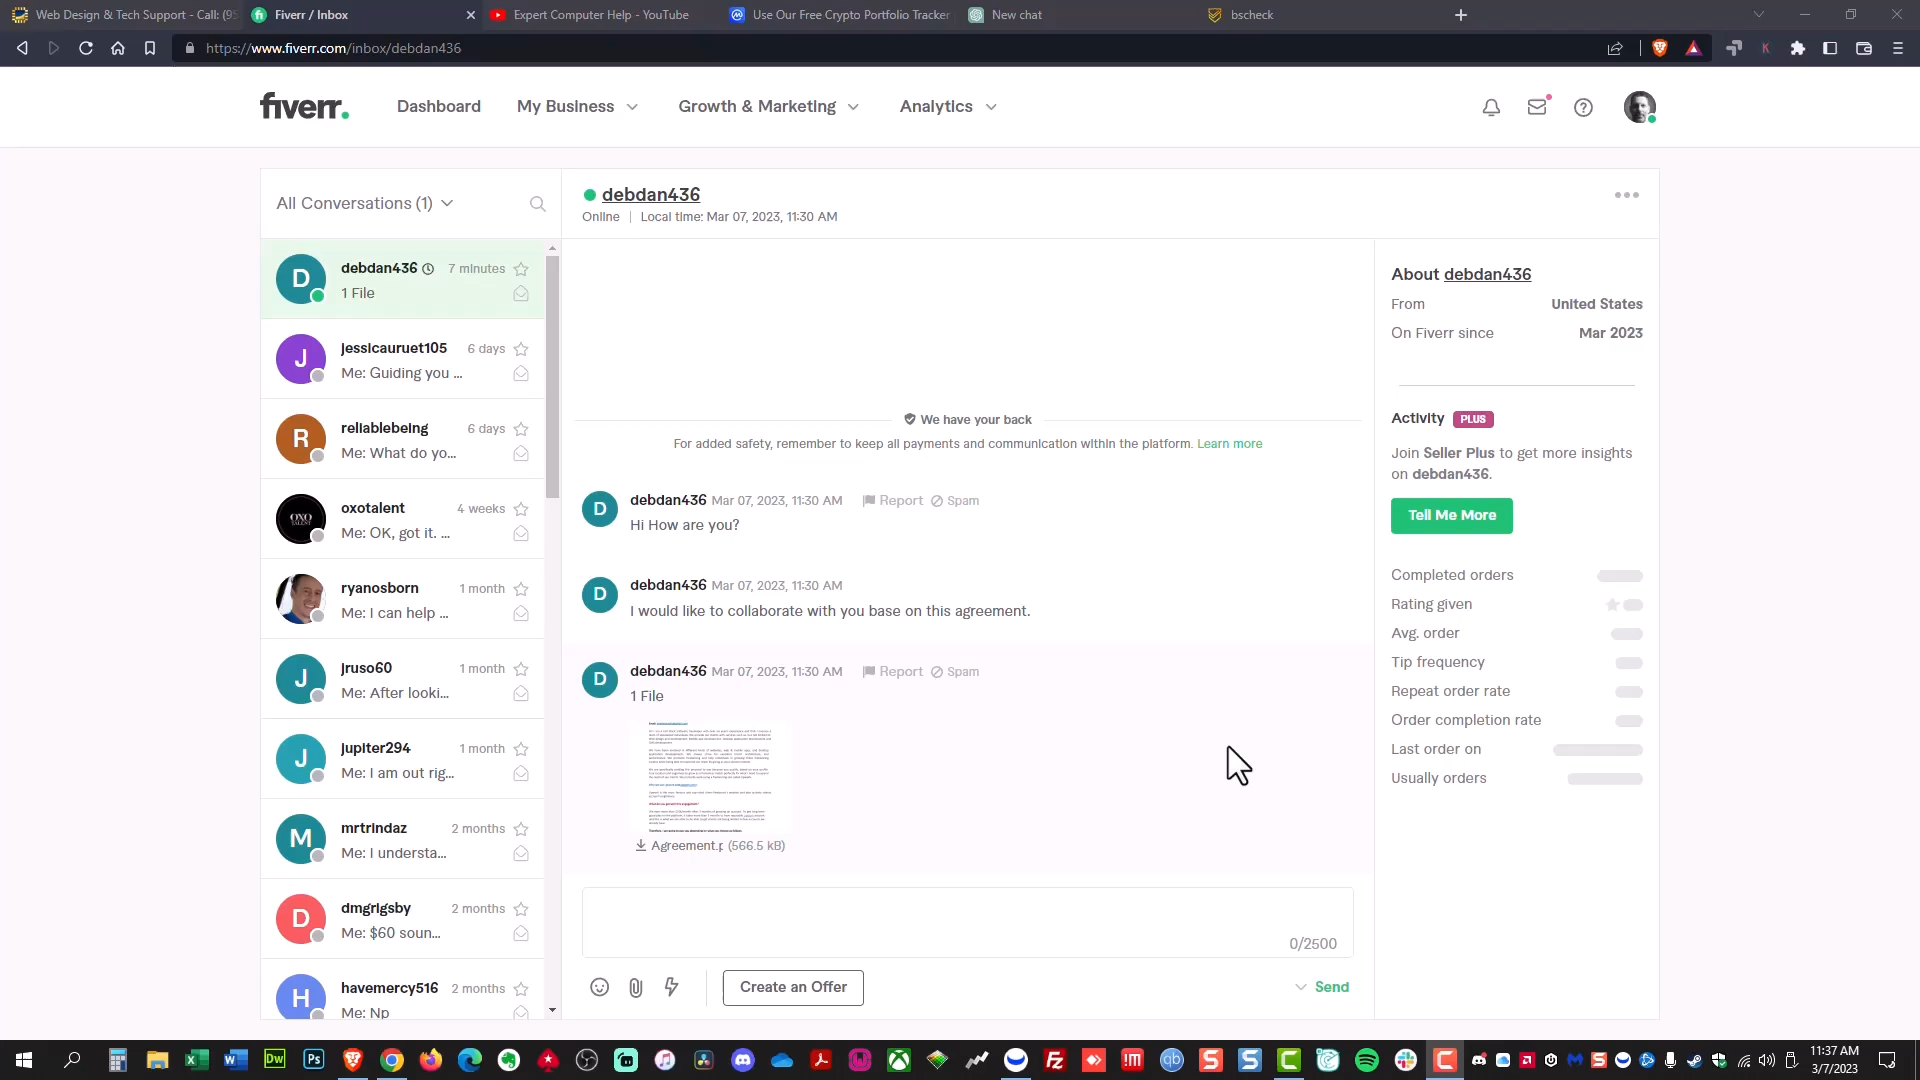 Web Design & Tech Support - Call: (95
Fiverr / Inbox
Expert Computer Help - YouTube
Use Our Free Crypto Portfolio Tracker
New chat
bscheck
https://www.fiverr.com/inbox/debdan436
fiverr.
Dashboard
My Business
Growth & Marketing
Analytics
All Conversations (1)
debdan436
7 minutes
1 File
jessicauruet105
6 days
Me: Guiding you ...
reliablebeing
6 days
Me: What do yo...
OXO
TALENT
oxotalent
4 weeks
Me: OK, got it. ...
ryanosborn
1 month
Me: I can help ...
jruso60
1 month
Me: After looki...
jupiter294
1 month
Me: I am out rig...
mrtrindaz
2 months
Me: I understa...
dmgrigsby
2 months
Me: $60 soun...
havemercy516
2 months
Me: Np
D
J
R
J
J
M
D
H
debdan436
Online | Local time: Mar 07, 2023, 11:30 AM
We have your back
For added safety, remember to keep all payments and communication within the platform. Learn more
D
debdan436 Mar 07, 2023, 11:30 AM Report Spam
Hi How are you?
D
debdan436 Mar 07, 2023, 11:30 AM
I would like to collaborate with you base on this agreement.
D
debdan436 Mar 07, 2023, 11:30 AM Report Spam
1 File
Agreement.p (566.5 kB)
0/2500
Create an Offer
Send
About debdan436
From United States
On Fiverr since Mar 2023
Activity PLUS
Join Seller Plus to get more insights
on debdan436.
Tell Me More
Completed orders
Rating given
Avg. order
Tip frequency
Repeat order rate
Order completion rate
Last order on
Usually orders
11:37 AM
3/7/2023